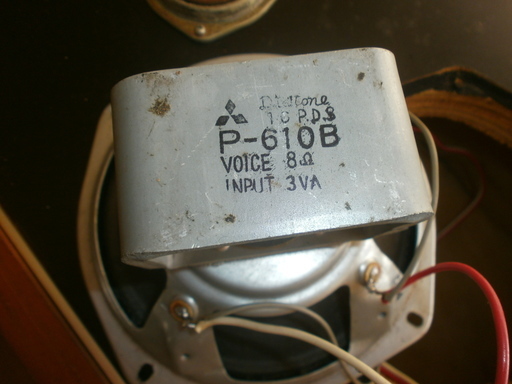 Diatone
16 P.D.S
P-610B
VOICE 8Ω
INPUT 3VA